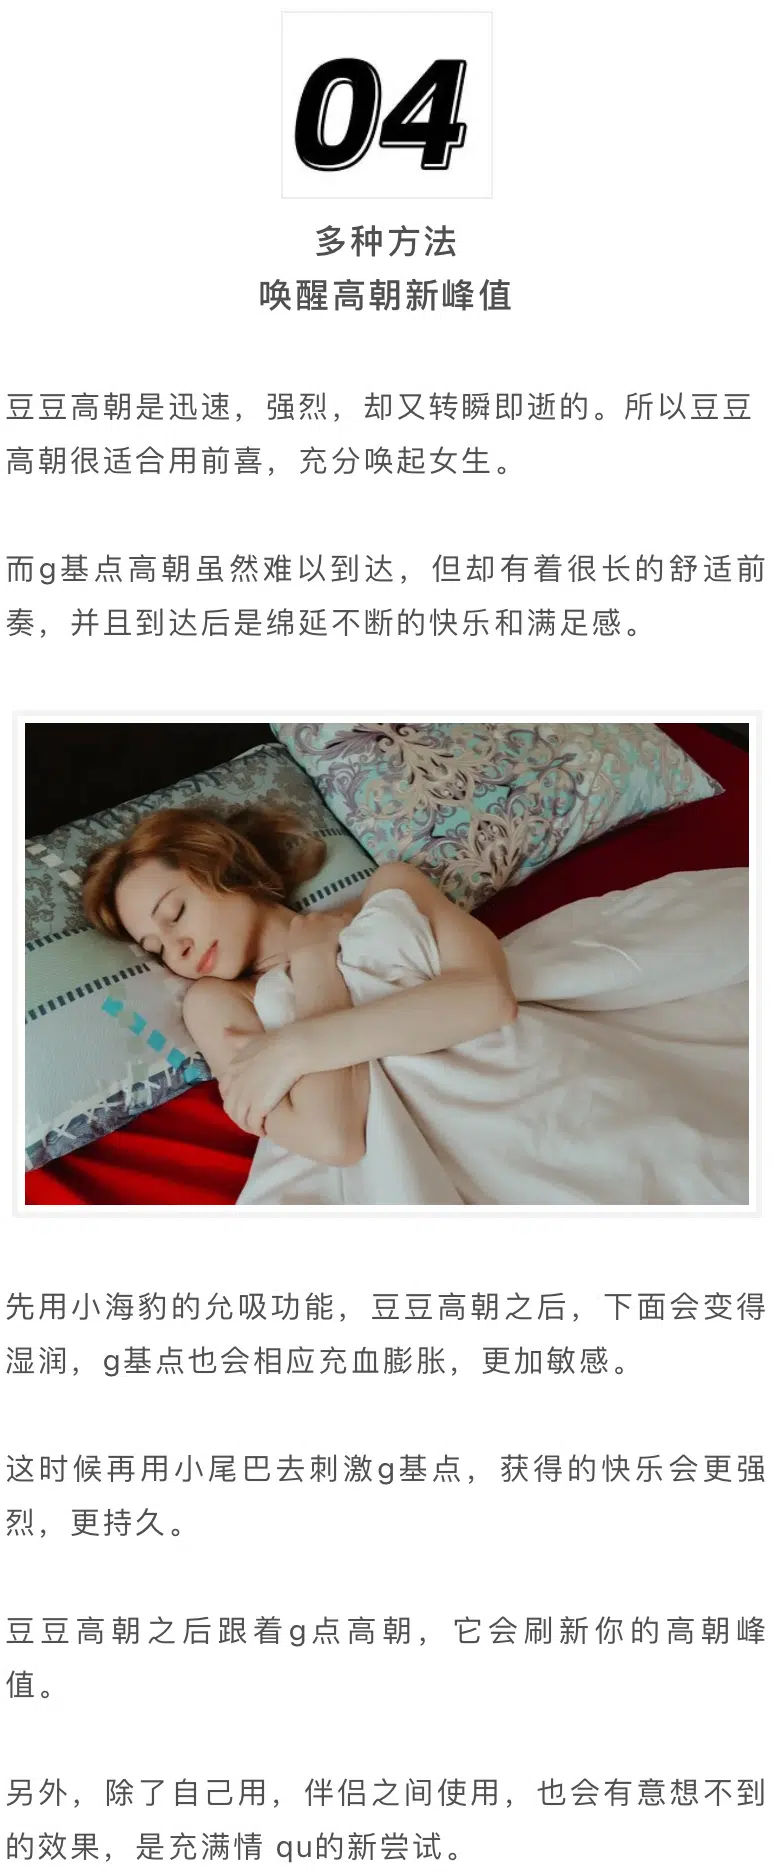 04
多种方法
唤醒高朝新峰值
豆豆高朝是迅速，强烈，却又转瞬即逝的。所以豆豆
高朝很适合用前喜，充分唤起女生。
而g基点高朝虽然难以到达，但却有着很长的舒适前
奏，并且到达后是绵延不断的快乐和满足感。
先用小海豹的允吸功能，豆豆高朝之后，下面会变得
湿润，g基点也会相应充血膨胀，更加敏感。
这时候再用小尾巴去刺激g基点，获得的快乐会更强
烈，更持久。
豆豆高朝之后跟着g点高朝，它会刷新你的高朝峰
值。
另外，除了自己用，伴侣之间使用，也会有意想不到
的效果，是充满情 qu的新尝试。